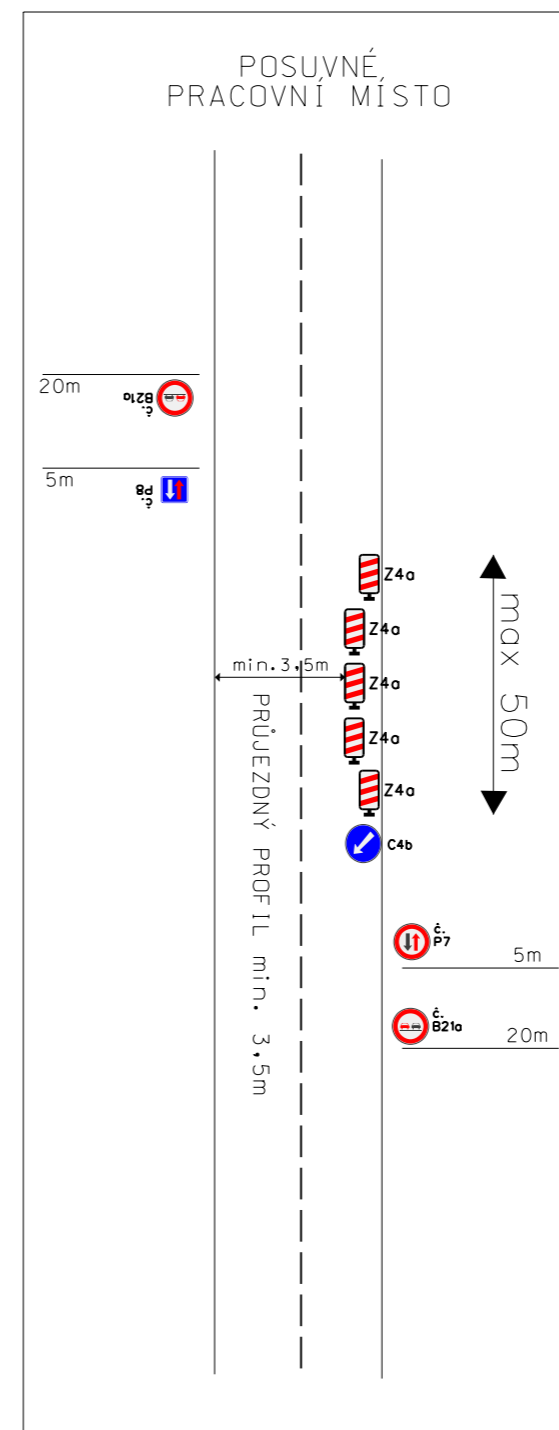 POSUVNÉ
PRACOVNÍ MÍSTO
20m
č.
B21a
5m
č.
P8
Z4a
Z4a
min.3,5m
Z4a
Z4a
Z4a
max 50m
PRŮJEZDNÝ PROFIL min. 3,5m
C4b
č.
P7
5m
č.
B21a
20m